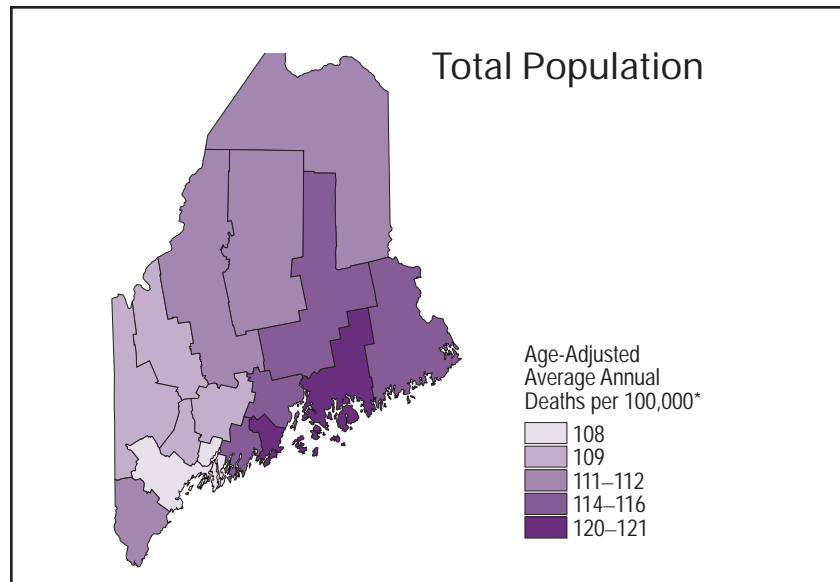 Total Population
Age-Adjusted
Average Annual
Deaths per 100,000*
108
109
111–112
114–116
120–121